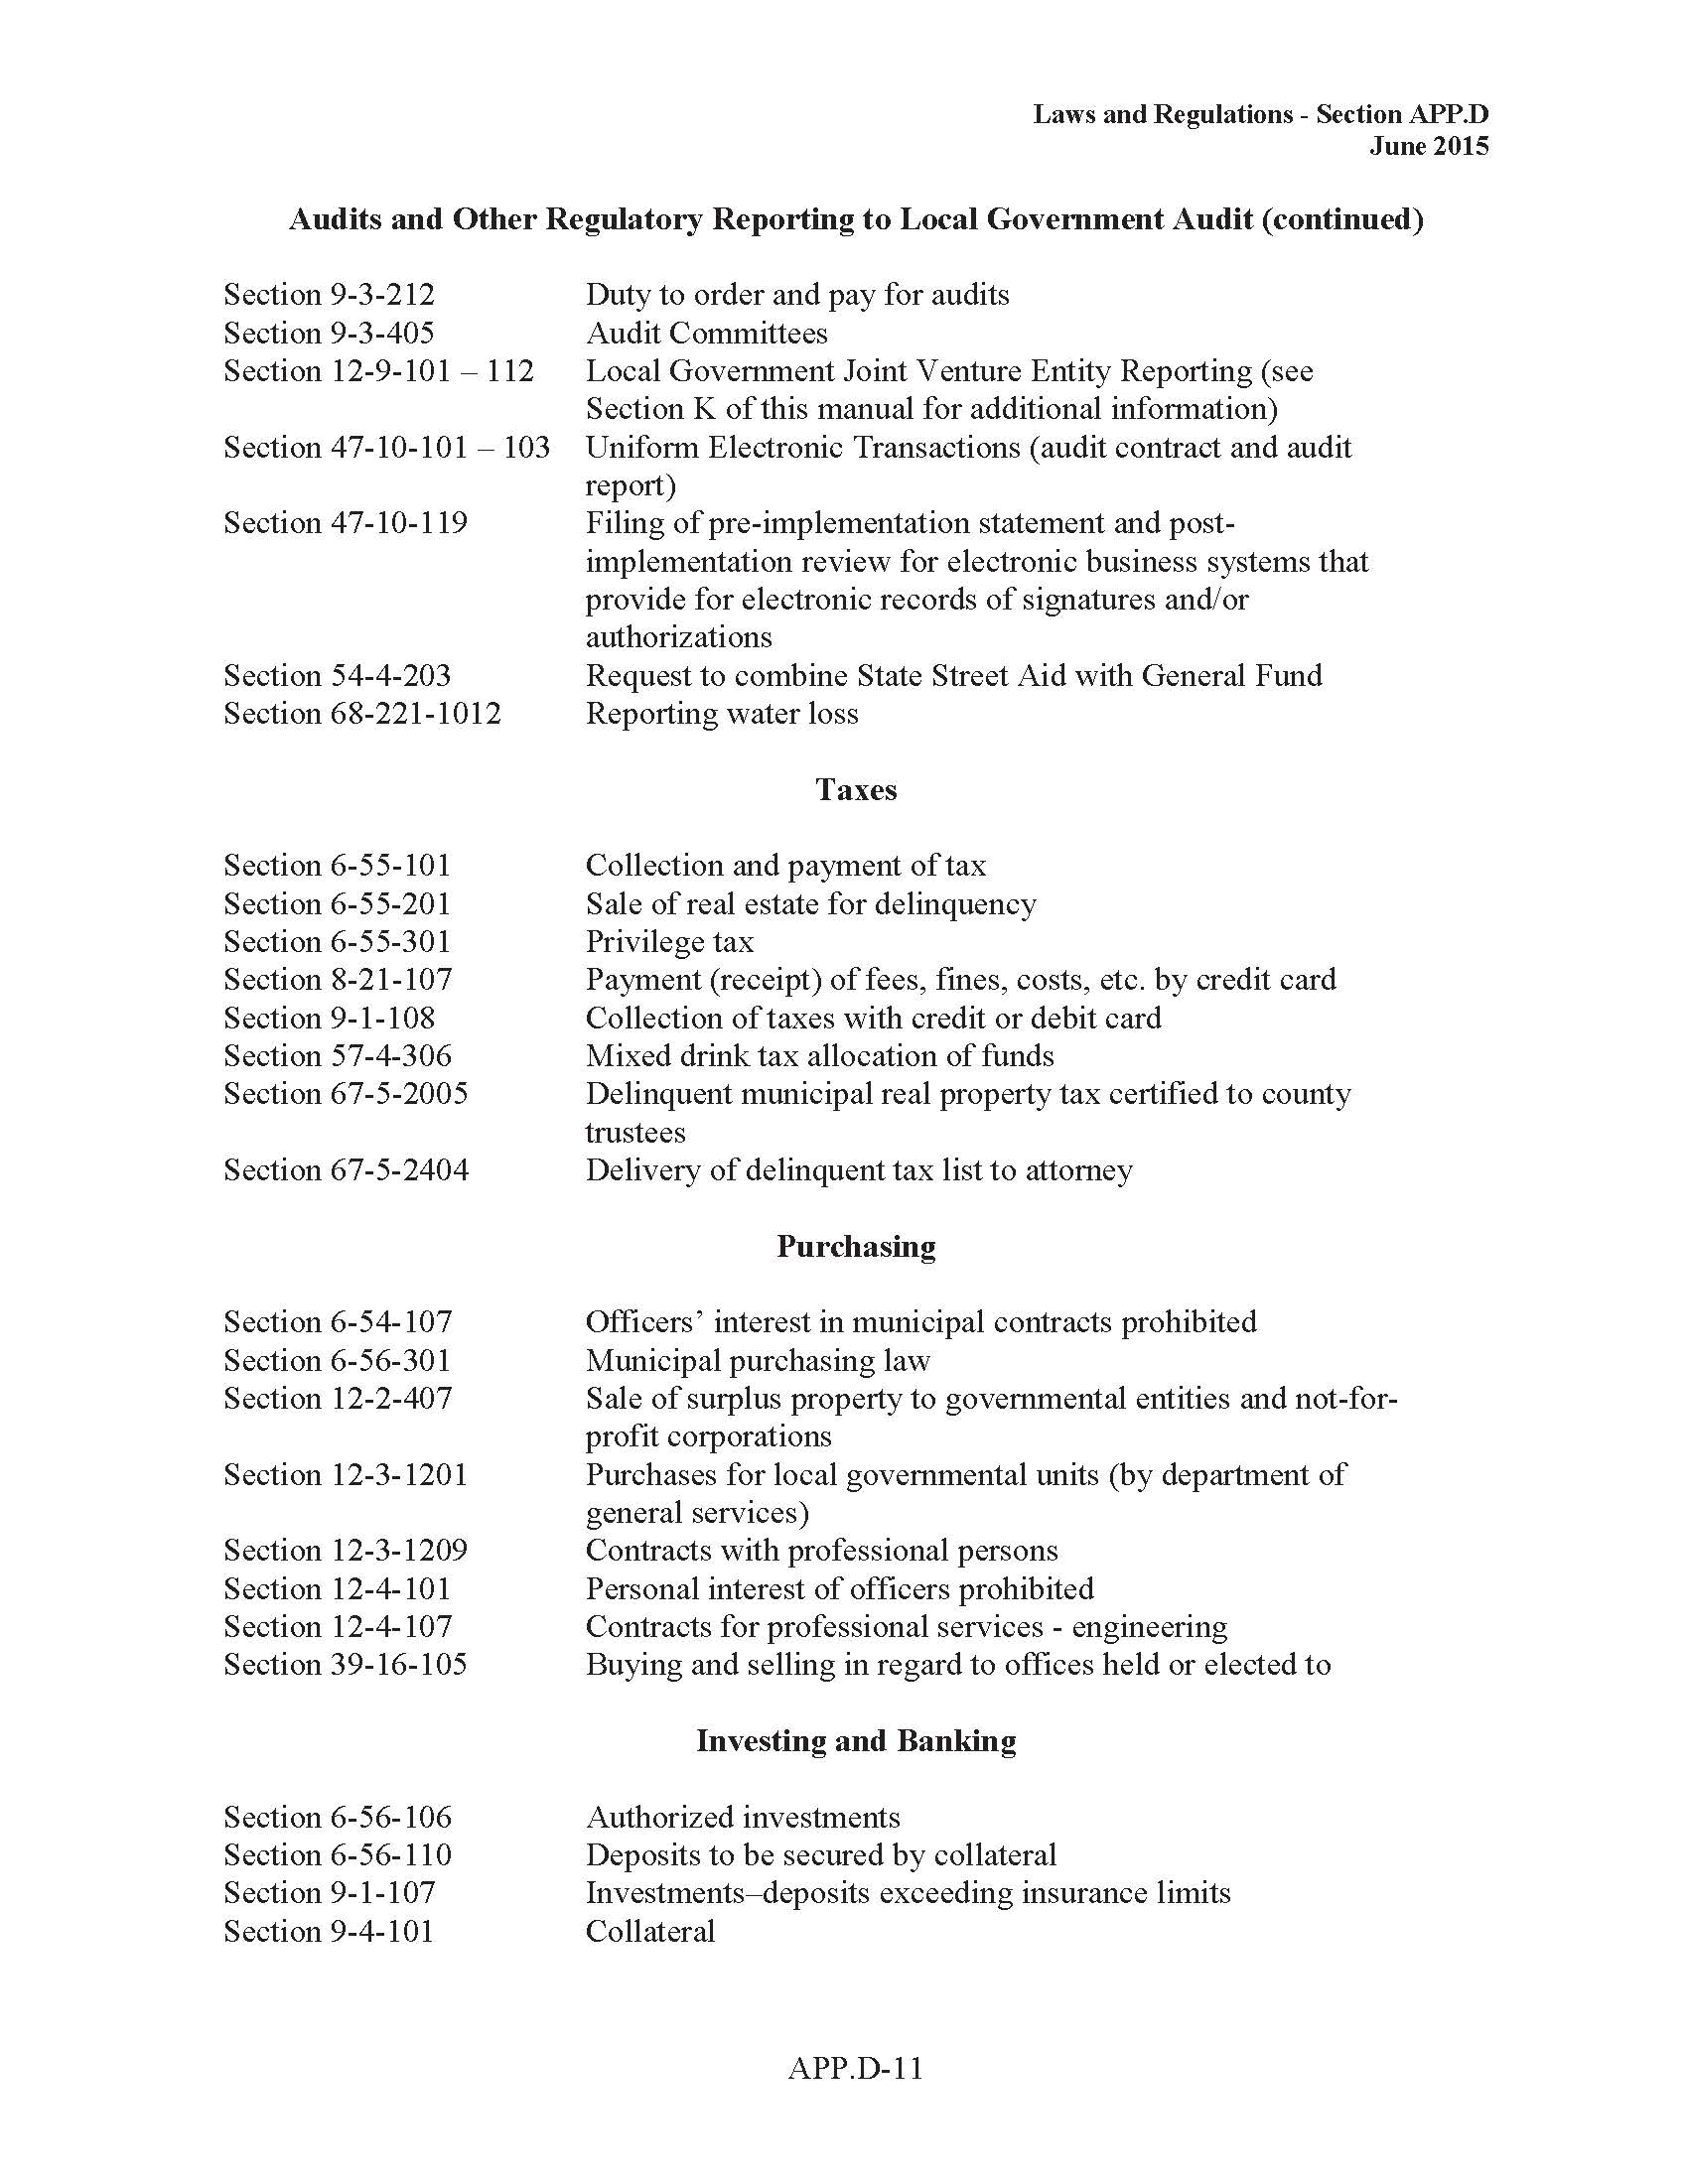 Laws and Regulations - Section APP.D
June 2015
Audits and Other Regulatory Reporting to Local Government Audit (continued)
Section 9-3-212 Duty to order and pay for audits
Section 9-3-405 Audit Committees
Section 12-9-101 – 112 Local Government Joint Venture Entity Reporting (see
Section K of this manual for additional information)
Section 47-10-101 – 103 Uniform Electronic Transactions (audit contract and audit
report)
Section 47-10-119 Filing of pre-implementation statement and post-
implementation review for electronic business systems that
provide for electronic records of signatures and/or
authorizations
Section 54-4-203 Request to combine State Street Aid with General Fund
Section 68-221-1012 Reporting water loss
Taxes
Section 6-55-101 Collection and payment of tax
Section 6-55-201 Sale of real estate for delinquency
Section 6-55-301 Privilege tax
Section 8-21-107 Payment (receipt) of fees, fines, costs, etc. by credit card
Section 9-1-108 Collection of taxes with credit or debit card
Section 57-4-306 Mixed drink tax allocation of funds
Section 67-5-2005 Delinquent municipal real property tax certified to county
trustees
Section 67-5-2404 Delivery of delinquent tax list to attorney
Purchasing
Section 6-54-107 Officers’ interest in municipal contracts prohibited
Section 6-56-301 Municipal purchasing law
Section 12-2-407 Sale of surplus property to governmental entities and not-for-
profit corporations
Section 12-3-1201 Purchases for local governmental units (by department of
general services)
Section 12-3-1209 Contracts with professional persons
Section 12-4-101 Personal interest of officers prohibited
Section 12-4-107 Contracts for professional services - engineering
Section 39-16-105 Buying and selling in regard to offices held or elected to
Investing and Banking
Section 6-56-106 Authorized investments
Section 6-56-110 Deposits to be secured by collateral
Section 9-1-107 Investments–deposits exceeding insurance limits
Section 9-4-101 Collateral
APP.D-11